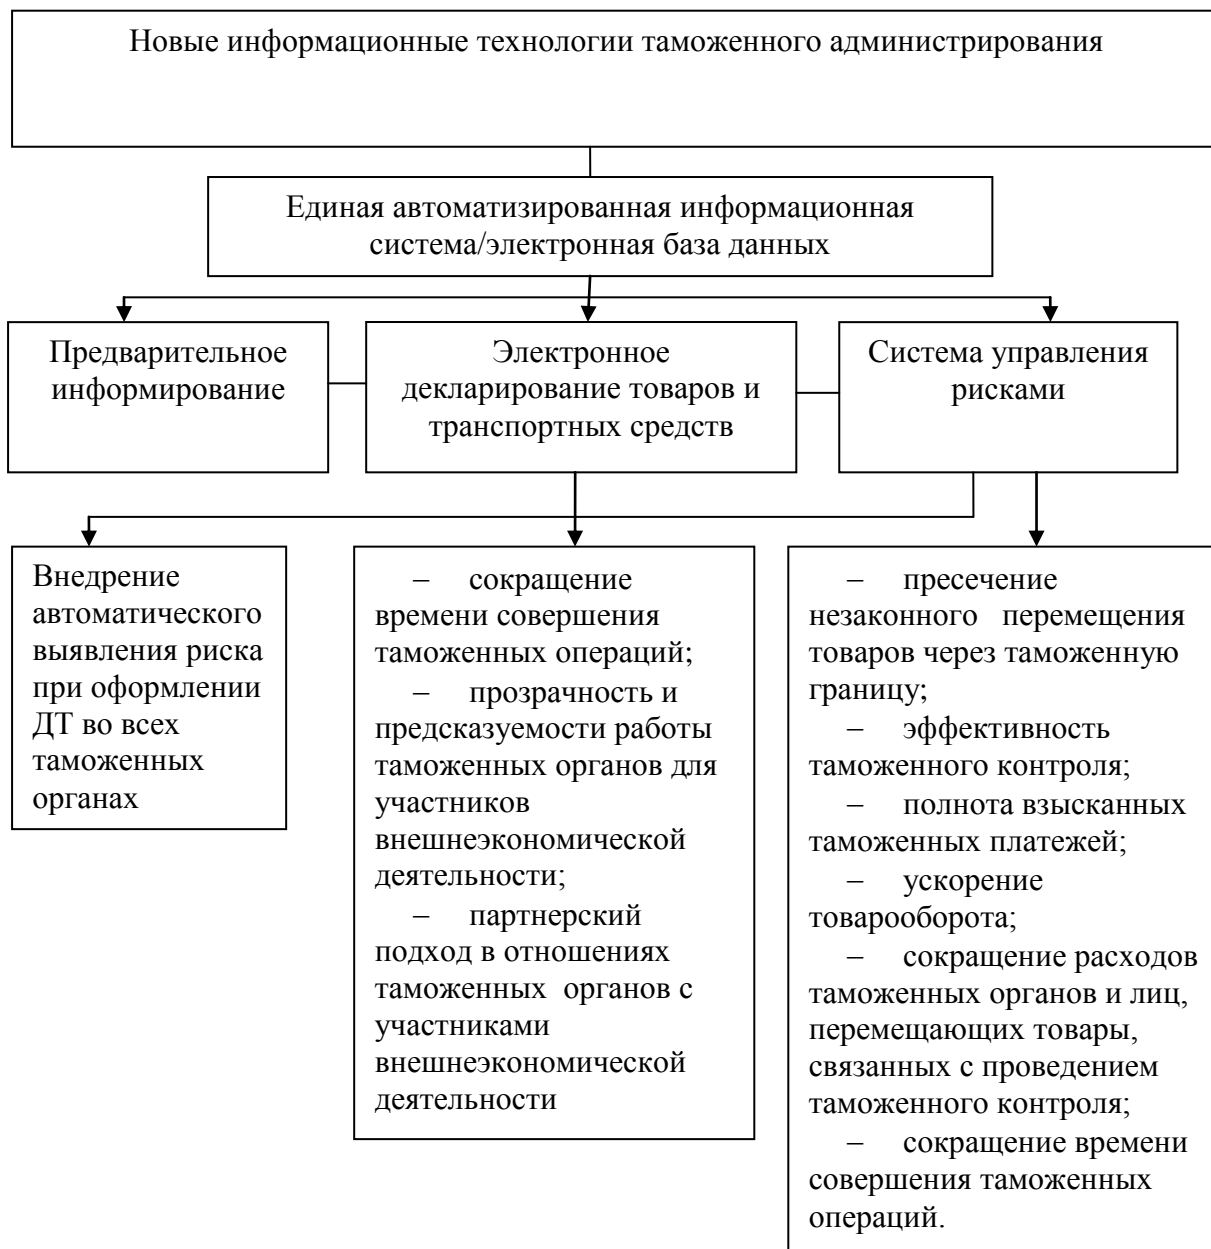 Новые информационные технологии таможенного администрирования
Единая автоматизированная информационная
система/электронная база данных
Предварительное
информирование
Электронное
декларирование товаров и
транспортных средств
Система управления
рисками
Внедрение
автоматического
выявления риска
при оформлении
ДТ во всех
таможенных
органах
– сокращение
времени совершения
таможенных операций;
– прозрачность и
предсказуемости работы
таможенных органов для
участников
внешнеэкономической
деятельности;
– партнерский
подход в отношениях
таможенных органов с
участниками
внешнеэкономической
деятельности
– пресечение
незаконного перемещения
товаров через таможенную
границу;
– эффективность
таможенного контроля;
– полнота взысканных
таможенных платежей;
– ускорение
товарооборота;
– сокращение расходов
таможенных органов и лиц,
перемещающих товары,
связанных с проведением
таможенного контроля;
– сокращение времени
совершения таможенных
операций.